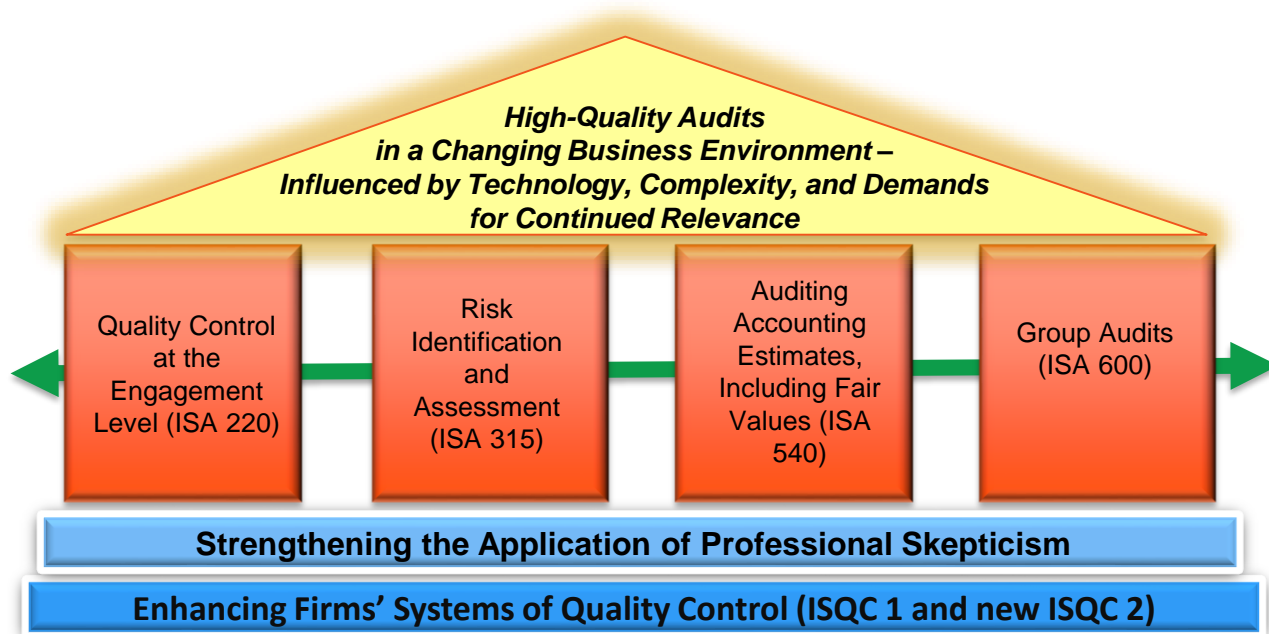 High-Quality Audits
in a Changing Business Environment –
Influenced by Technology, Complexity, and Demands
for Continued Relevance
Quality Control
at the
Engagement
Level (ISA 220)
Risk
Identification
and
Assessment
(ISA 315)
Auditing
Accounting
Estimates,
Including Fair
Values (ISA
540)
Group Audits
(ISA 600)
Strengthening the Application of Professional Skepticism
Enhancing Firms’ Systems of Quality Control (ISQC 1 and new ISQC 2)